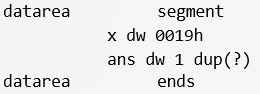 datarea segment
x dw 0019h
ans dw 1 dup(?)
datarea ends